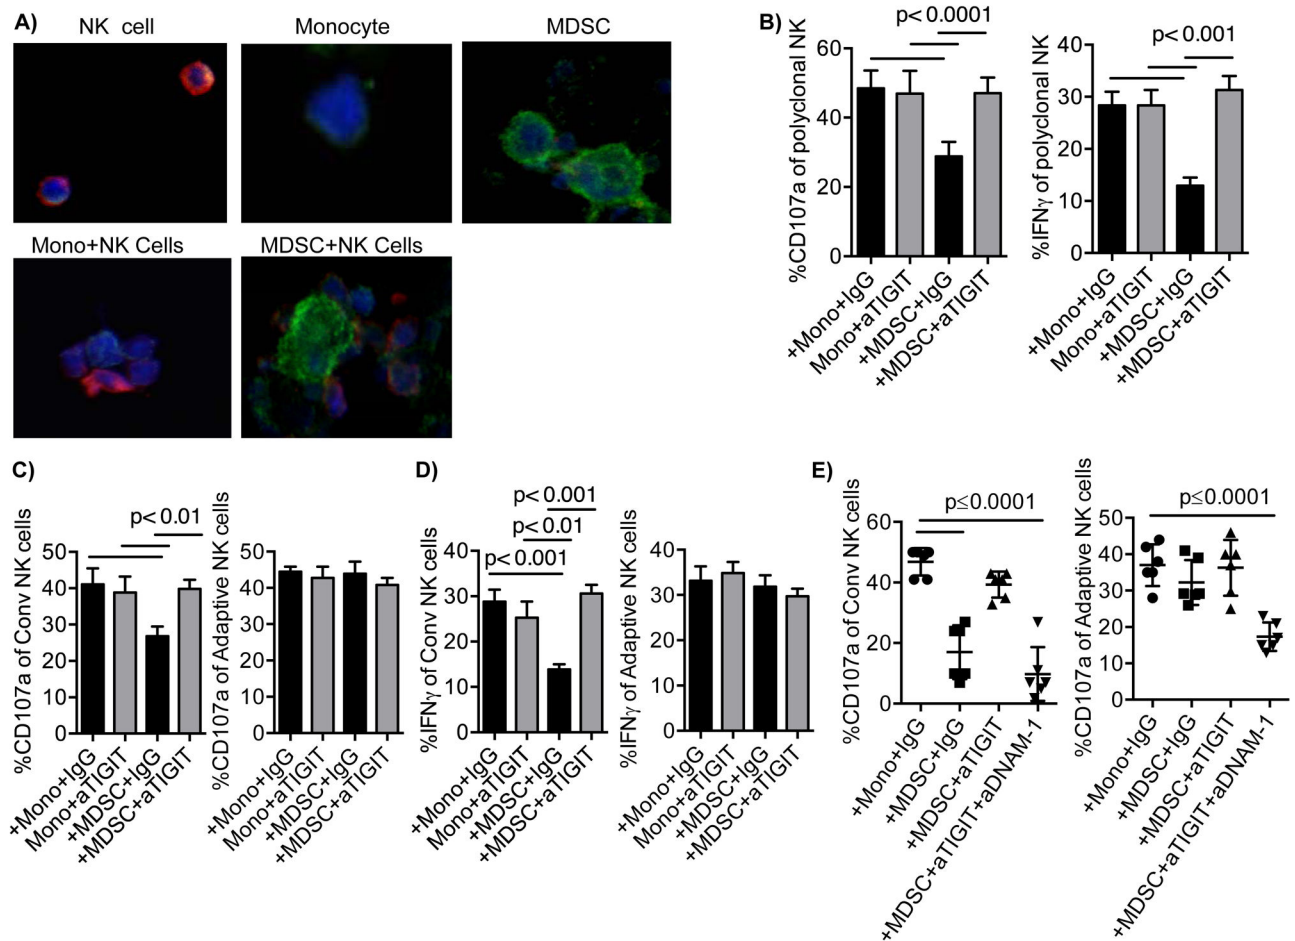 A)
NK cell
Monocyte
MDSC
Mono+NK Cells
MDSC+NK Cells
B)
p< 0.0001
%CD107a of polyclonal NK
60
40
20
0
+Mono+IgG
Mono+aTIGIT
+MDSC+IgG
+MDSC+aTIGIT
p< 0.001
%IFNγ of polyclonal NK
40
30
20
10
0
+Mono+IgG
Mono+aTIGIT
+MDSC+IgG
+MDSC+aTIGIT
C)
p< 0.01
%CD107a of Conv NK cells
50
40
30
20
10
0
+Mono+IgG
Mono+aTIGIT
+MDSC+IgG
+MDSC+aTIGIT
%CD107a of Adaptive NK cells
50
40
30
20
10
0
+Mono+IgG
Mono+aTIGIT
+MDSC+IgG
+MDSC+aTIGIT
D)
p< 0.001
p< 0.01
p< 0.001
%IFNγ of Conv NK cells
40
30
20
10
0
+Mono+IgG
Mono+aTIGIT
+MDSC+IgG
+MDSC+aTIGIT
%IFNγ of Adaptive NK cells
40
30
20
10
0
+Mono+IgG
Mono+aTIGIT
+MDSC+IgG
+MDSC+aTIGIT
E)
p≤0.0001
%CD107a of Conv NK cells
60
40
20
0
+Mono+IgG
+MDSC+IgG
+MDSC+aTIGIT
+MDSC+aTIGIT+aDNAM-1
p≤0.0001
%CD107a of Adaptive NK cells
50
40
30
20
10
0
+Mono+IgG
+MDSC+IgG
+MDSC+aTIGIT
+MDSC+aTIGIT+aDNAM-1